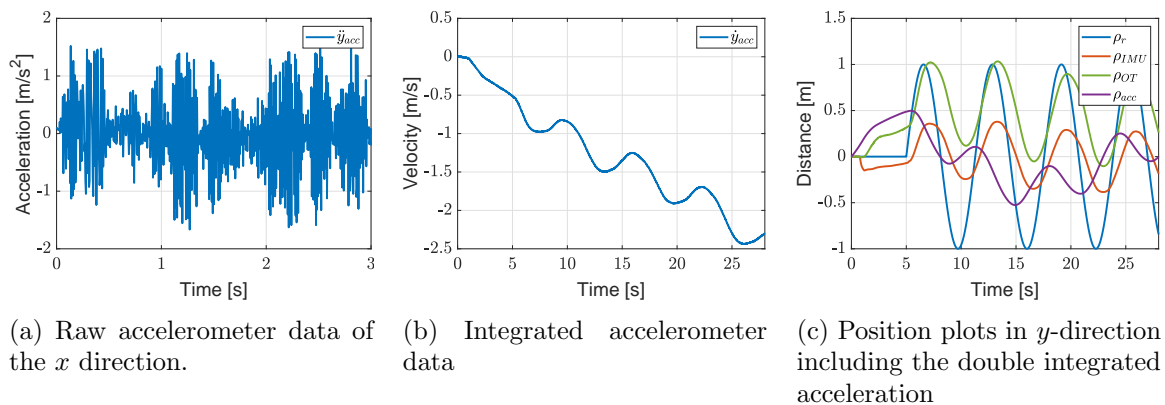 2
1
0
-1
-2
0
1
2
3
Acceleration [m/s²]
Time [s]
ÿ_acc
0.5
0
-0.5
-1
-1.5
-2
-2.5
0
5
10
15
20
25
Velocity [m/s]
Time [s]
ẏ_acc
1.5
1
0.5
0
-0.5
-1
0
5
10
15
20
25
Distance [m]
Time [s]
ρ_r
ρ_IMU
ρ_OT
ρ_acc
(a) Raw accelerometer data of
the x direction.
(b) Integrated accelerometer
data
(c) Position plots in y-direction
including the double integrated
acceleration